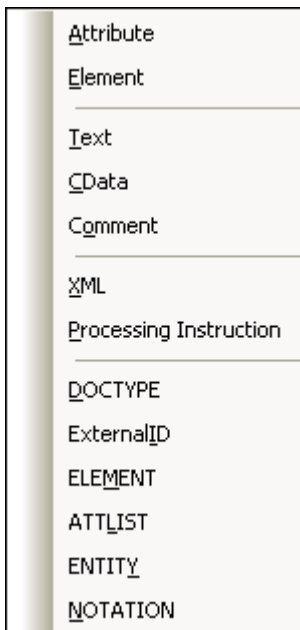 Attribute
Element
Text
CData
Comment
XML
Processing Instruction
DOCTYPE
ExternalID
ELEMENT
ATTLIST
ENTITY
NOTATION